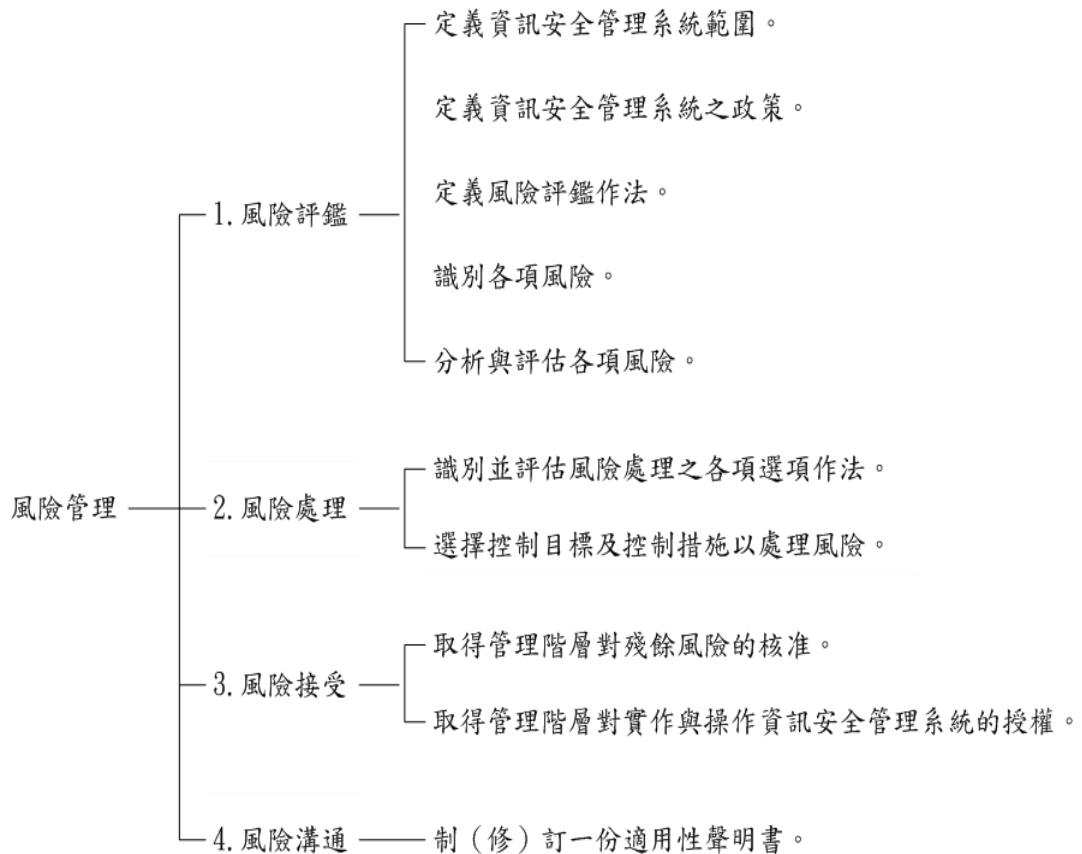 風險管理
1.風險評鑑
定義資訊安全管理系統範圍。
定義資訊安全管理系統之政策。
定義風險評鑑作法。
識別各項風險。
分析與評估各項風險。
2.風險處理
識別並評估風險處理之各項選項作法。
選擇控制目標及控制措施以處理風險。
3.風險接受
取得管理階層對殘餘風險的核准。
取得管理階層對實作與操作資訊安全管理系統的授權。
4.風險溝通
制（修）訂一份適用性聲明書。